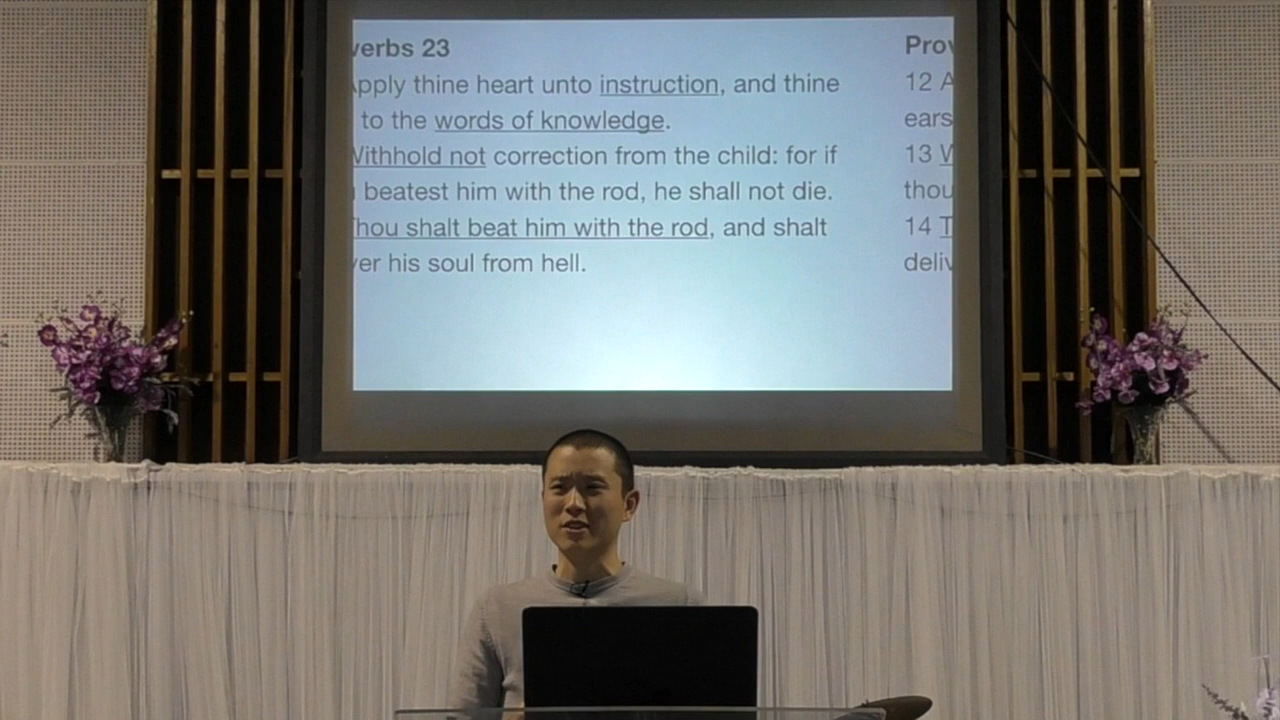 verbs 23
pply thine heart unto instruction, and thine
to the words of knowledge.
Withhold not correction from the child: for if
beatest him with the rod, he shall not die.
Thou shalt beat him with the rod, and shalt
ver his soul from hell.
Prov
12 A
ears
13 W
thou
14 T
deliv